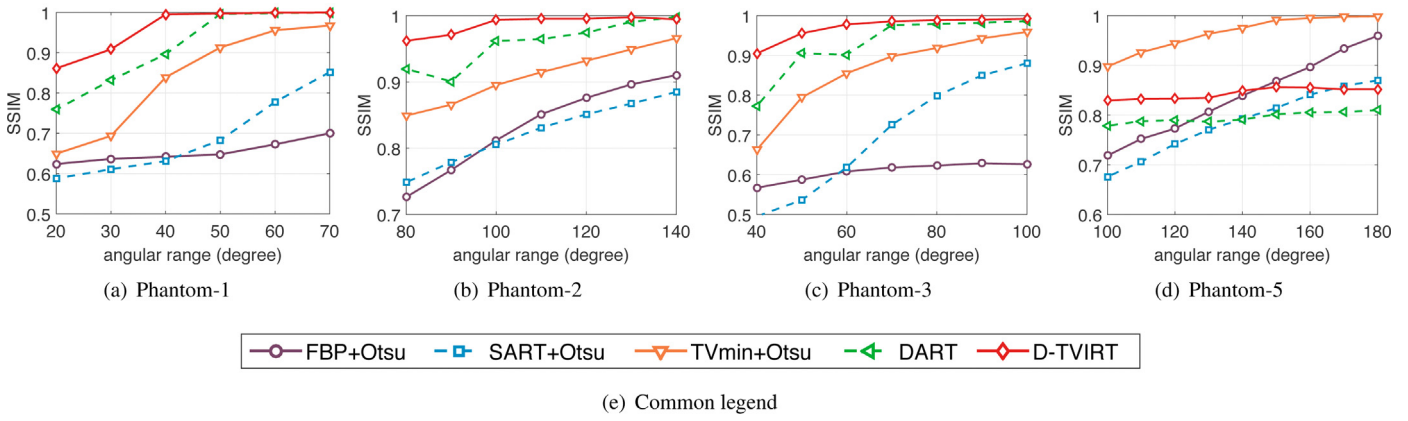 1
0.9
0.8
0.7
0.6
0.5
SSIM
20 30 40 50 60 70
angular range (degree)
(a) Phantom-1
1
0.9
0.8
0.7
SSIM
80 100 120 140
angular range (degree)
(b) Phantom-2
1
0.9
0.8
0.7
0.6
0.5
SSIM
40 60 80 100
angular range (degree)
(c) Phantom-3
1
0.9
0.8
0.7
0.6
SSIM
100 120 140 160 180
angular range (degree)
(d) Phantom-5
FBP+Otsu SART+Otsu TVmin+Otsu DART D-TVIRT
(e) Common legend